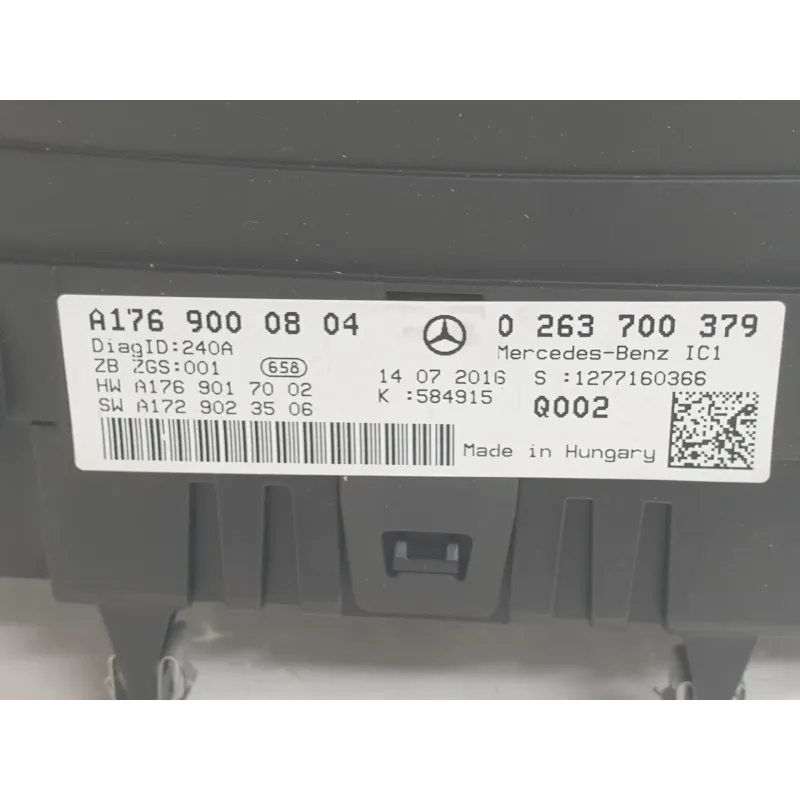 A176 900 08 04
0 263 700 379
DiagID:240A
Mercedes-Benz IC1
ZB ZGS:001 658
14 07 2016 S :1277160366
HW A176 901 70 02
K :584915
Q002
SW A172 902 35 06
Made in Hungary